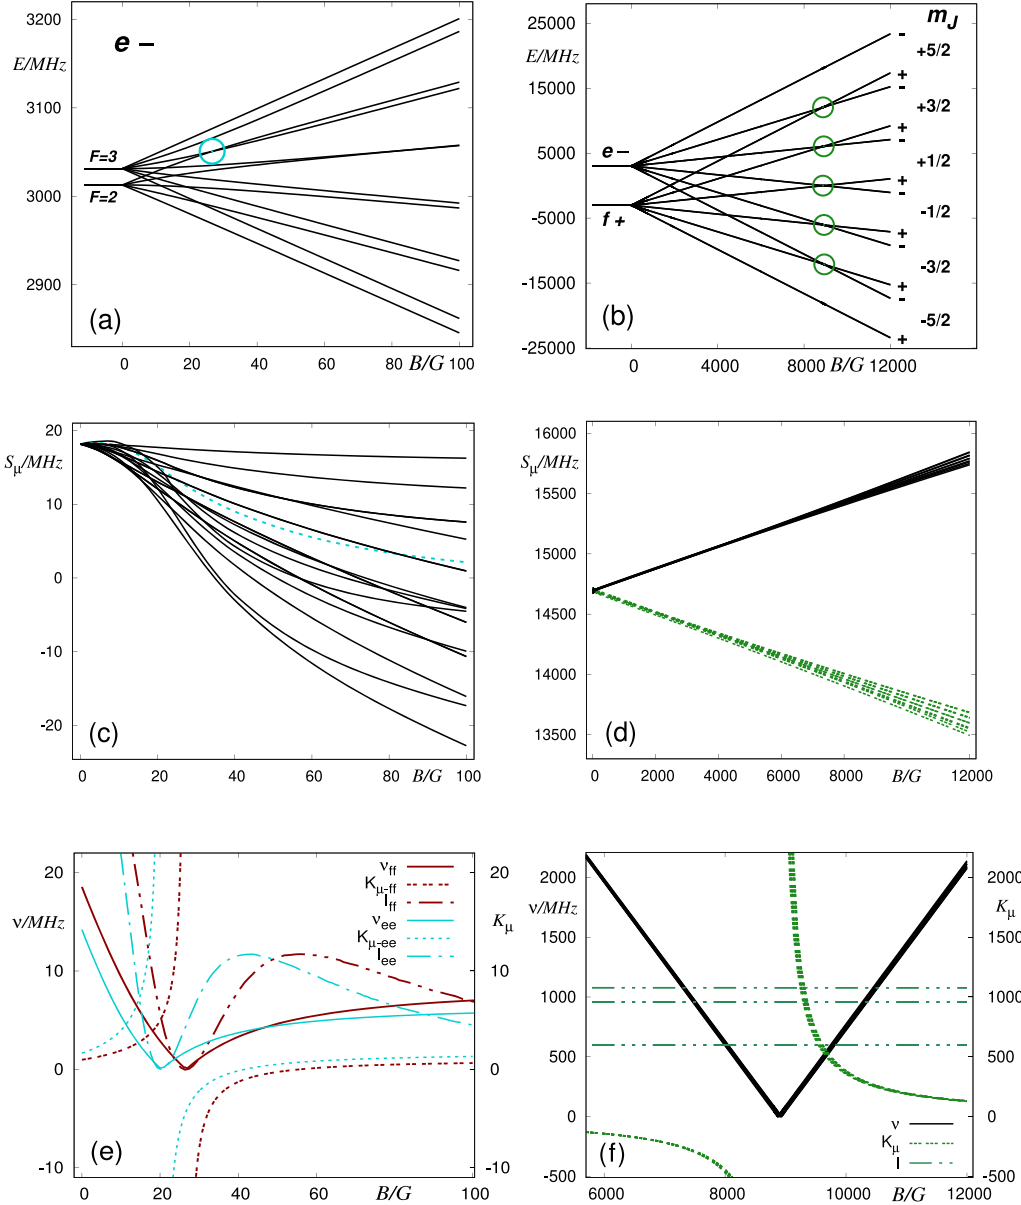 3200
e −
E/MHz
3100
F=3
3000
F=2
2900
(a)
0 20 40 60 80 B/G 100
25000
m_J
E/MHz
-
+5/2
15000
+
-
+3/2
+
5000
-
e −
+1/2
+
-
-5000
f +
-1/2
+
-
-3/2
-15000
+
-
-5/2
(b)
+
-25000
0 4000 8000 B/G 12000
20
S_μ/MHz
10
0
-10
-20
(c)
0 20 40 60 80 B/G 100
16000
S_μ/MHz
15500
15000
14500
14000
13500
(d)
0 2000 4000 6000 8000 B/G 12000
20
ν_ff
K_μ-ff
I_ff
ν_ee
K_μ-ee
I_ee
20
ν/MHz
K_μ
10
10
0
0
-10
(e)
-10
0 20 40 60 80 B/G 100
2000
2000
ν/MHz
K_μ
1500
1500
1000
1000
500
500
0
ν
0
K_μ
I
-500
(f)
-500
6000 8000 10000 B/G 12000